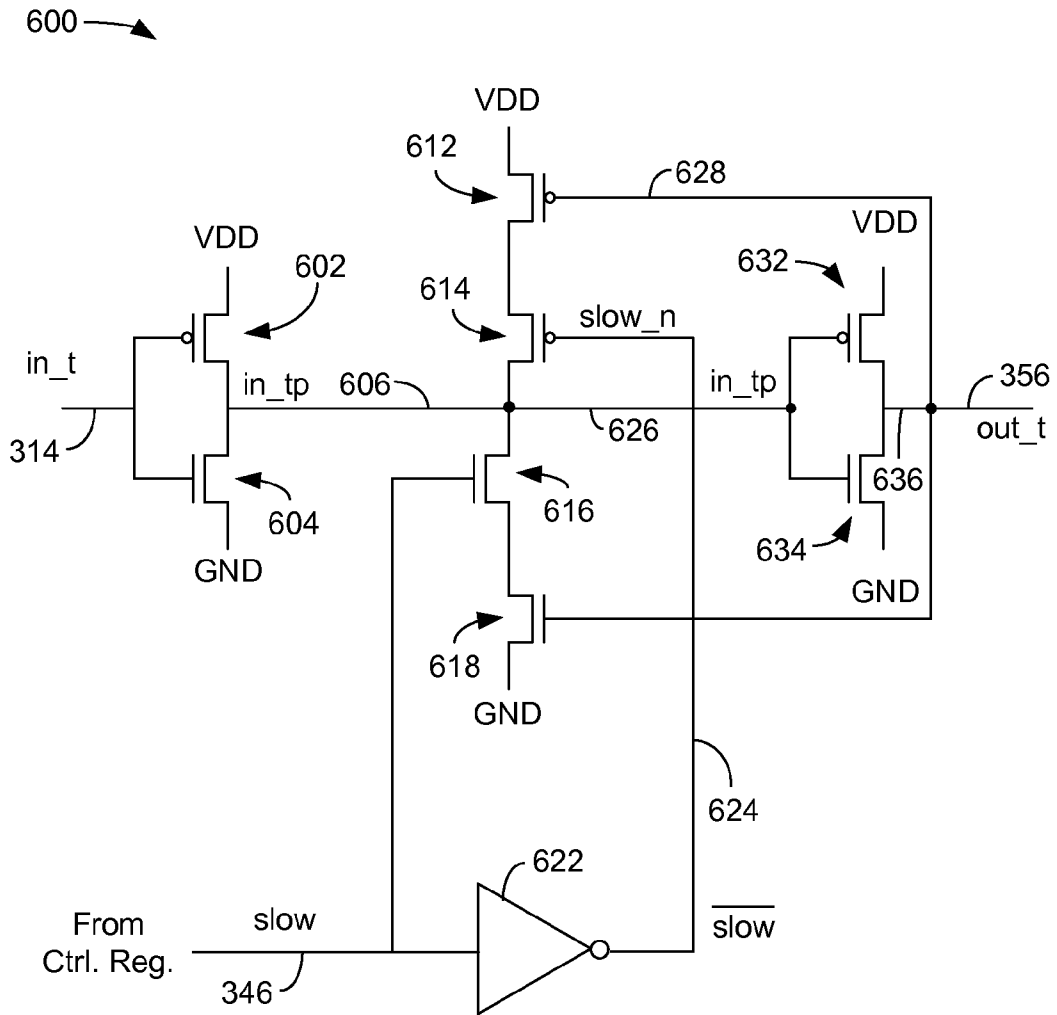 600
VDD
612
628
VDD
VDD
602
632
614
slow_n
in_t
in_tp
606
in_tp
356
314
626
636
out_t
604
616
634
GND
GND
618
GND
624
622
From
Ctrl. Reg.
slow
slow
346